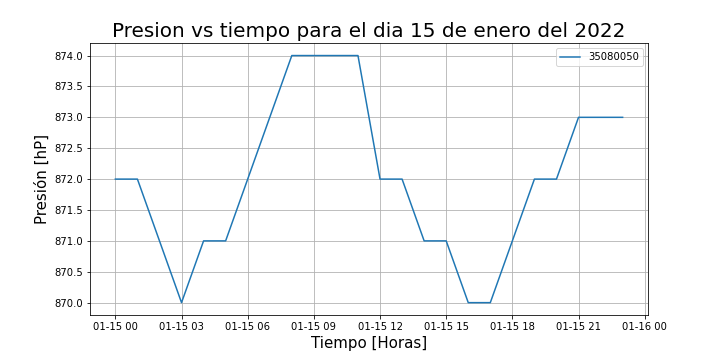 Presion vs tiempo para el dia 15 de enero del 2022
35080050
874.0
873.5
873.0
872.5
872.0
871.5
871.0
870.5
870.0
Presión [hP]
01-15 00 01-15 03 01-15 06 01-15 09 01-15 12 01-15 15 01-15 18 01-15 21 01-16 00
Tiempo [Horas]